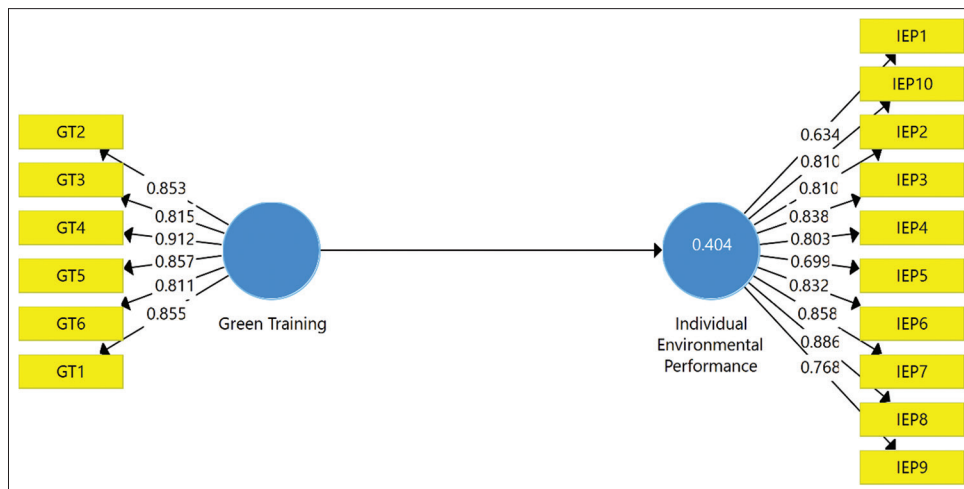 GT2
GT3
GT4
GT5
GT6
GT1
0.853
0.815
0.912
0.857
0.811
0.855
Green Training
0.404
Individual
Environmental
Performance
0.634
0.810
0.810
0.838
0.803
0.699
0.832
0.858
0.886
0.768
IEP1
IEP10
IEP2
IEP3
IEP4
IEP5
IEP6
IEP7
IEP8
IEP9